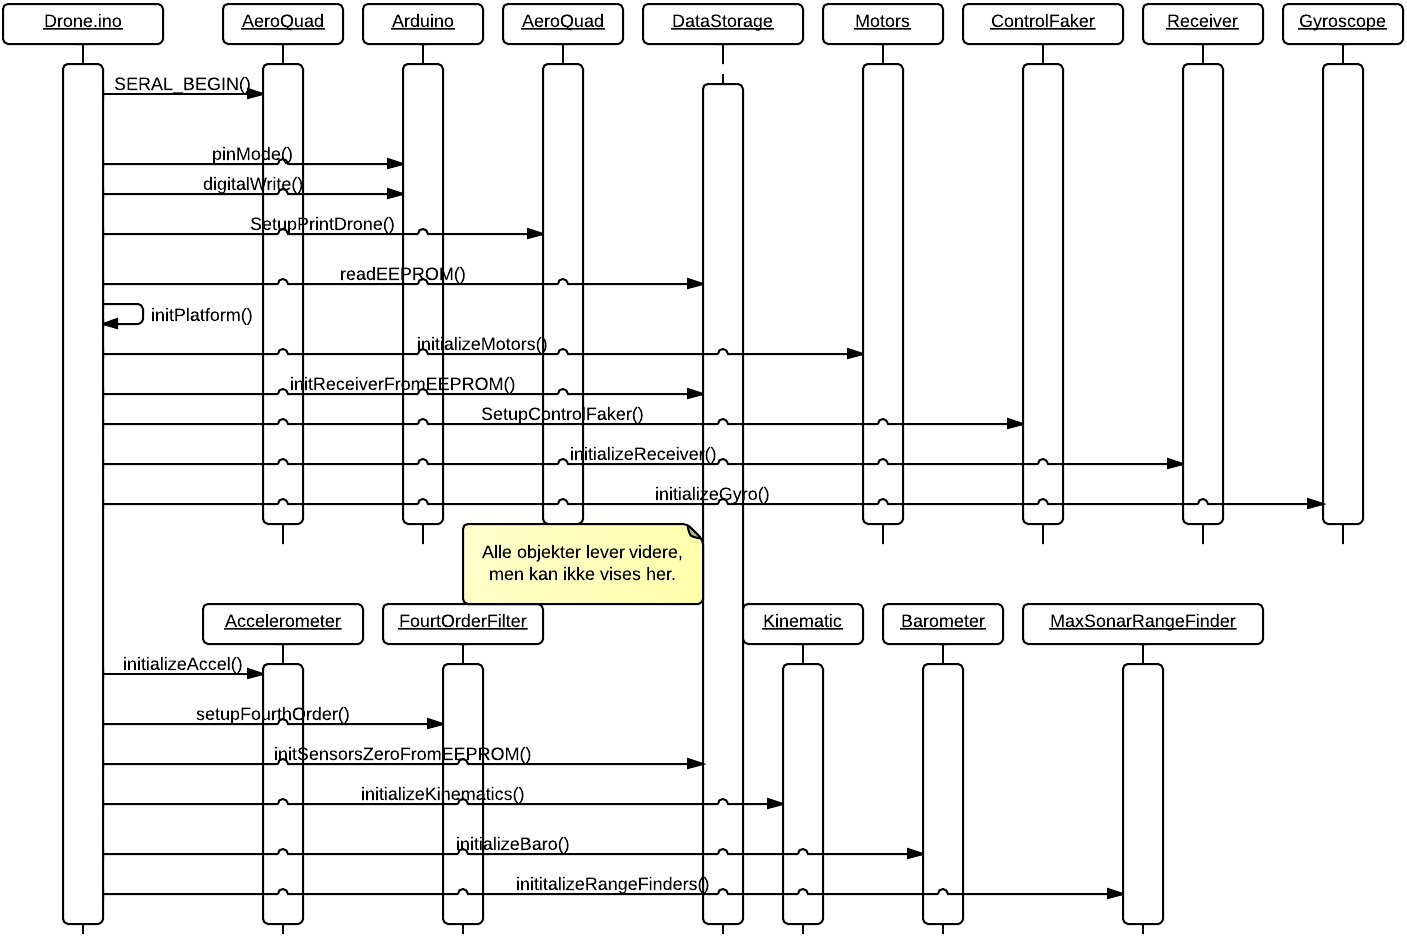 Drone.ino
AeroQuad
Arduino
AeroQuad
DataStorage
Motors
ControlFaker
Receiver
Gyroscope
SERAL_BEGIN()
pinMode()
digitalWrite()
SetupPrintDrone()
readEEPROM()
initPlatform()
initializeMotors()
initReceiverFromEEPROM()
SetupControlFaker()
initializeReceiver()
initializeGyro()
Alle objekter lever videre,
men kan ikke vises her.
Accelerometer
FourtOrderFilter
Kinematic
Barometer
MaxSonarRangeFinder
initializeAccel()
setupFourthOrder()
initSensorsZeroFromEEPROM()
initializeKinematics()
initializeBaro()
inititalizeRangeFinders()